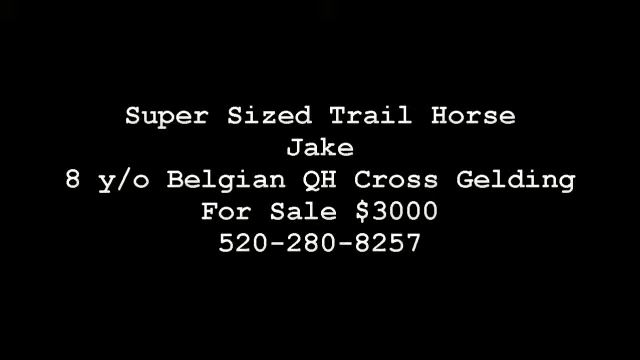 Super Sized Trail Horse
Jake
8 y/o Belgian QH Cross Gelding
For Sale $3000
520-280-8257